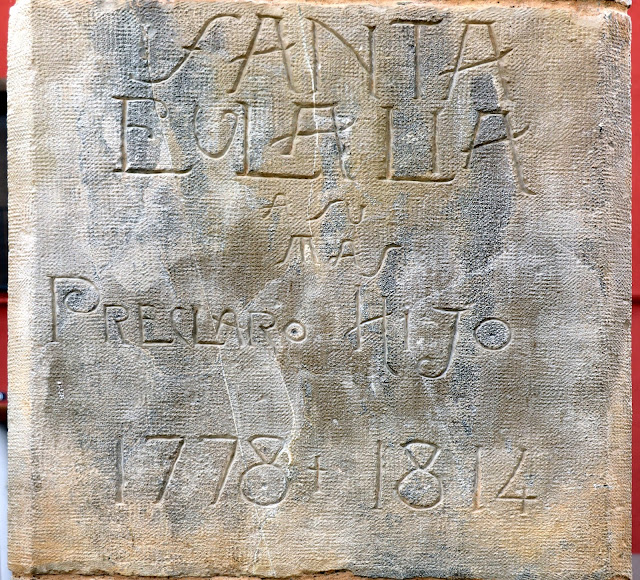 SANTA
EULALIA
A SU
MAS
PRECLARO HIJO
1778 + 1814